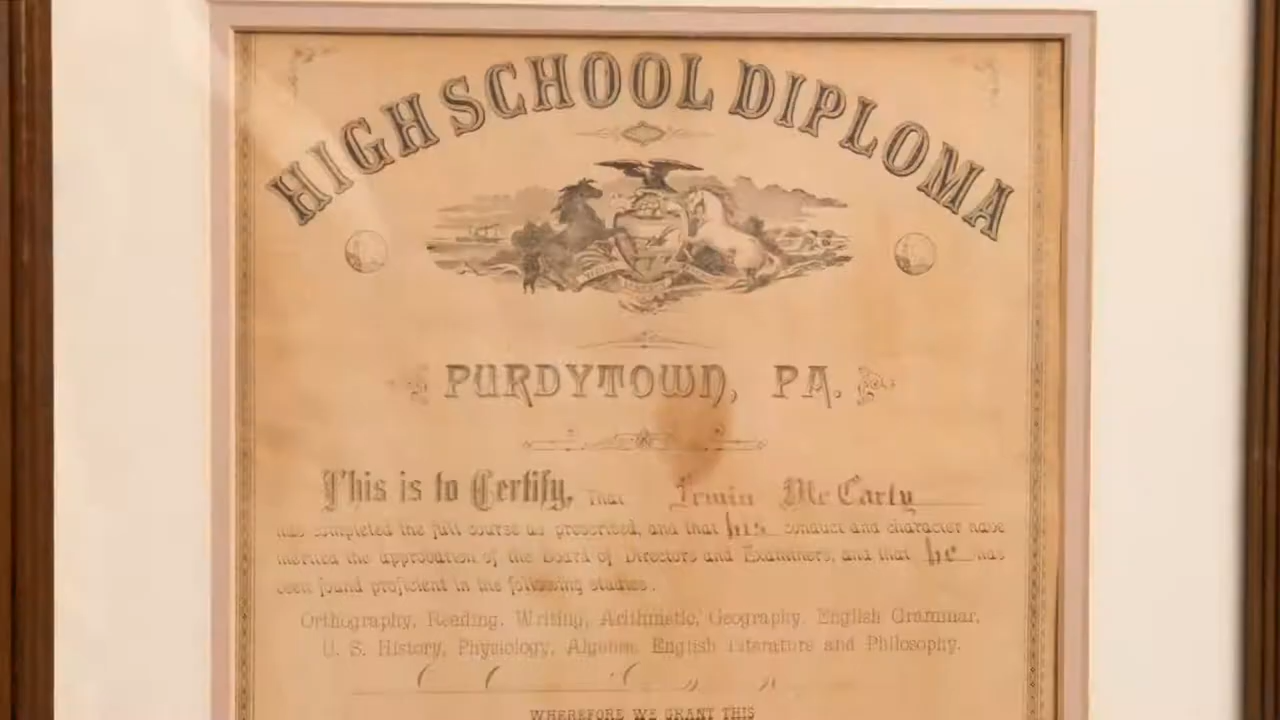 HIGH SCHOOL DIPLOMA
PURDYTOWN, PA.
This is to Certify, That Irwin McCarty
has completed the full course as prescribed, and that his conduct and character have
merited the approbation of the Board of Directors and Examiners, and that he has
been found proficient in the following studies.
Orthography, Reading, Writing, Arithmetic, Geography, English Grammar,
U. S. History, Physiology, Algebra, English Literature and Philosophy.
WHEREFORE WE GRANT THIS